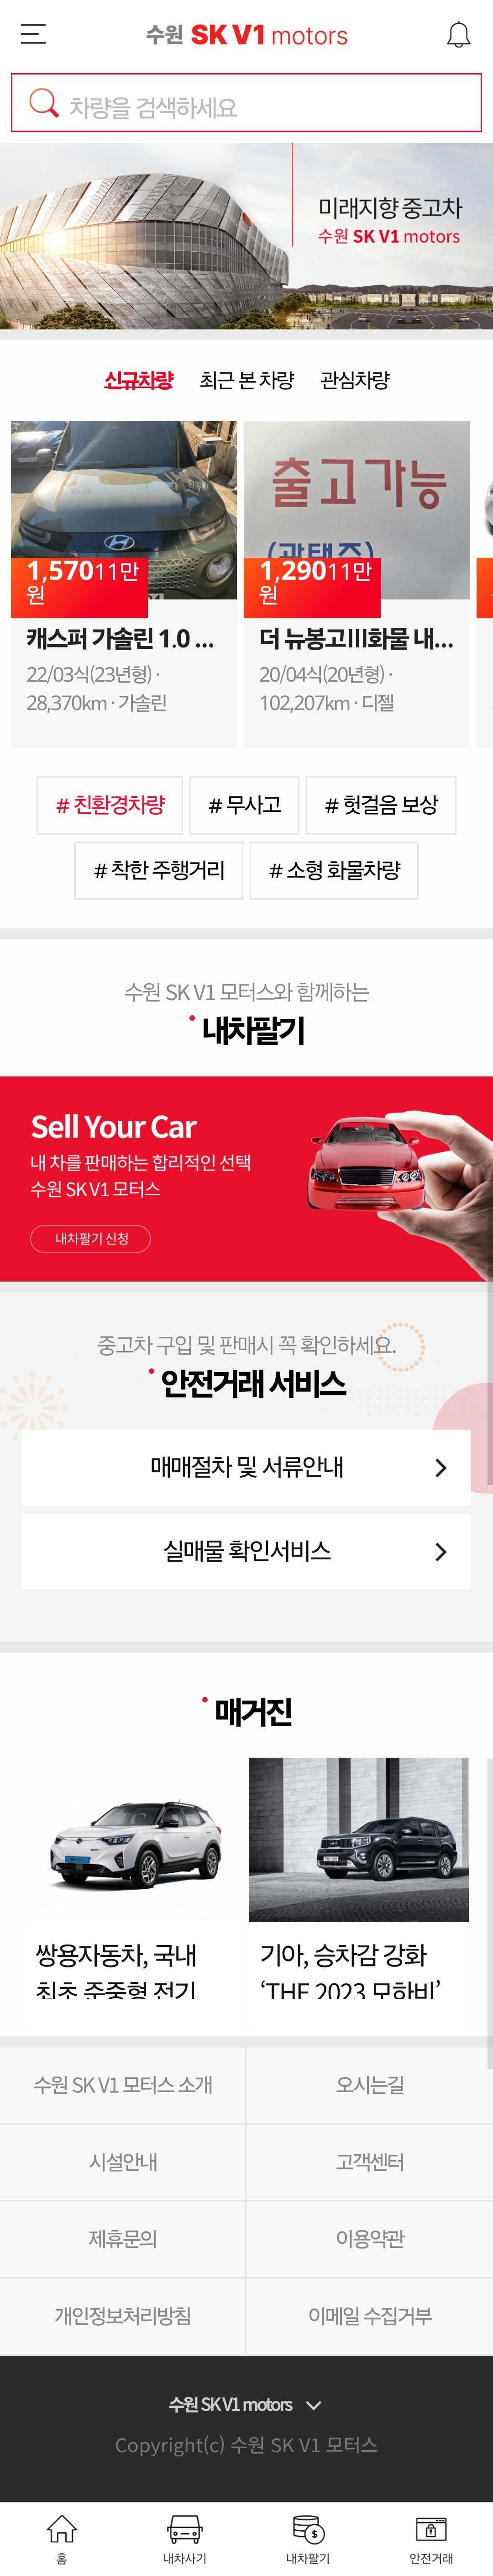 수원 SK V1 motors
차량을 검색하세요
미래지향 중고차
수원 SK V1 motors
신규차량 최근 본 차량 관심차량
출고가능
(광택중)
1,57011만
원
캐스퍼 가솔린 1.0 ...
22/03식(23년형) ·
28,370km · 가솔린
1,29011만
원
더 뉴봉고III화물 내...
20/04식(20년형) ·
102,207km · 디젤
# 친환경차량 # 무사고 # 헛걸음 보상
# 착한 주행거리 # 소형 화물차량
수원 SK V1 모터스와 함께하는
내차팔기
Sell Your Car
내 차를 판매하는 합리적인 선택
수원 SK V1 모터스
내차팔기 신청
중고차 구입 및 판매시 꼭 확인하세요.
안전거래 서비스
매매절차 및 서류안내
실매물 확인서비스
매거진
쌍용자동차, 국내
최초 준중형 전기
기아, 승차감 강화
‘THE 2023 모하비’
수원 SK V1 모터스 소개 오시는길
시설안내 고객센터
제휴문의 이용약관
개인정보처리방침 이메일 수집거부
수원 SK V1 motors
Copyright(c) 수원 SK V1 모터스
홈 내차사기 내차팔기 안전거래